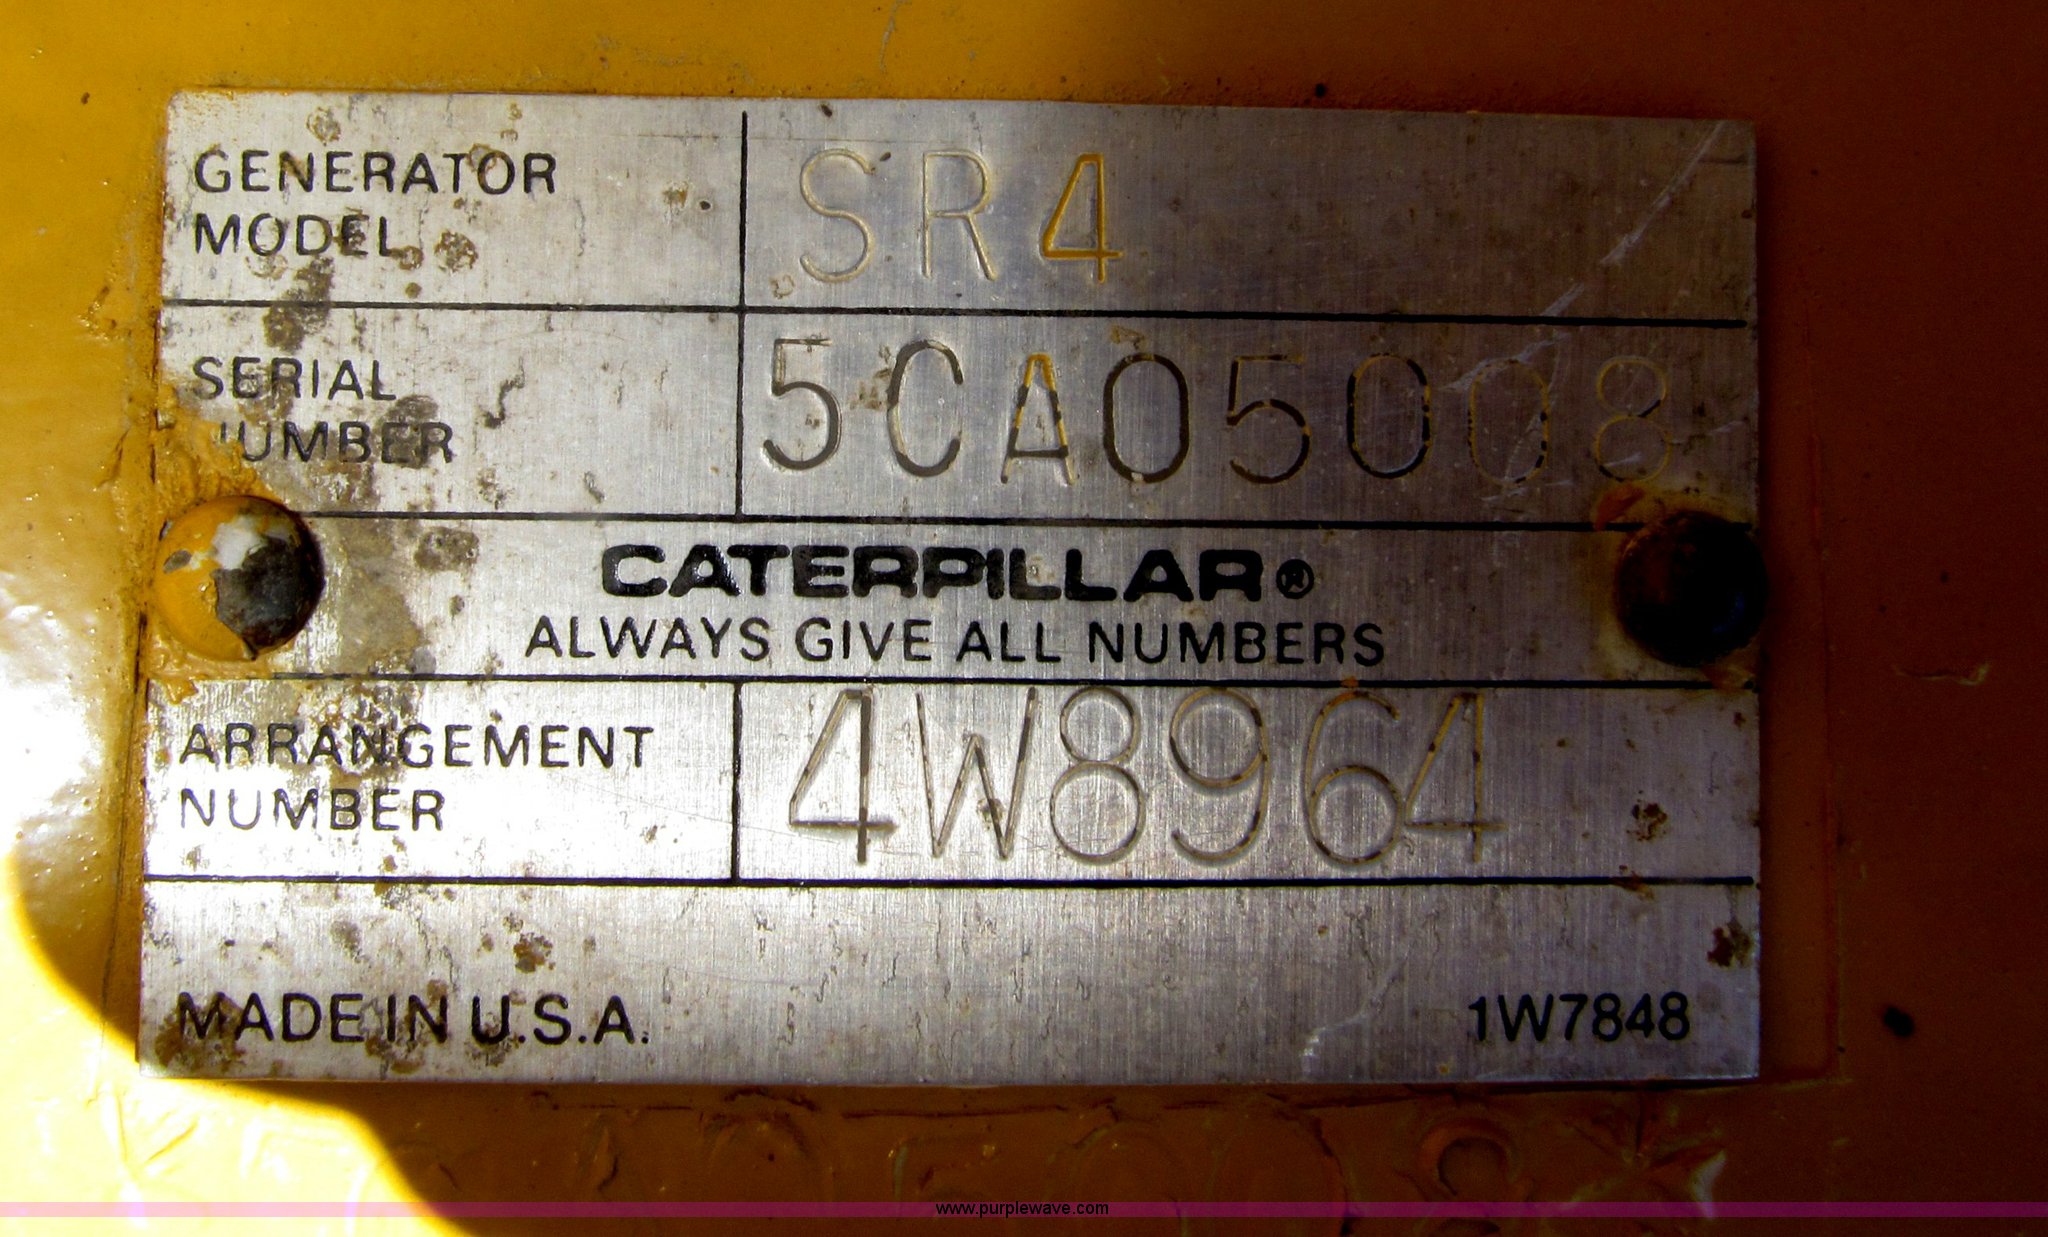 GENERATOR
MODEL
SR4
SERIAL
NUMBER
5CA05008
CATERPILLAR®
ALWAYS GIVE ALL NUMBERS
ARRANGEMENT
NUMBER
4W8964
MADE IN U.S.A.
1W7848
www.purplewave.com